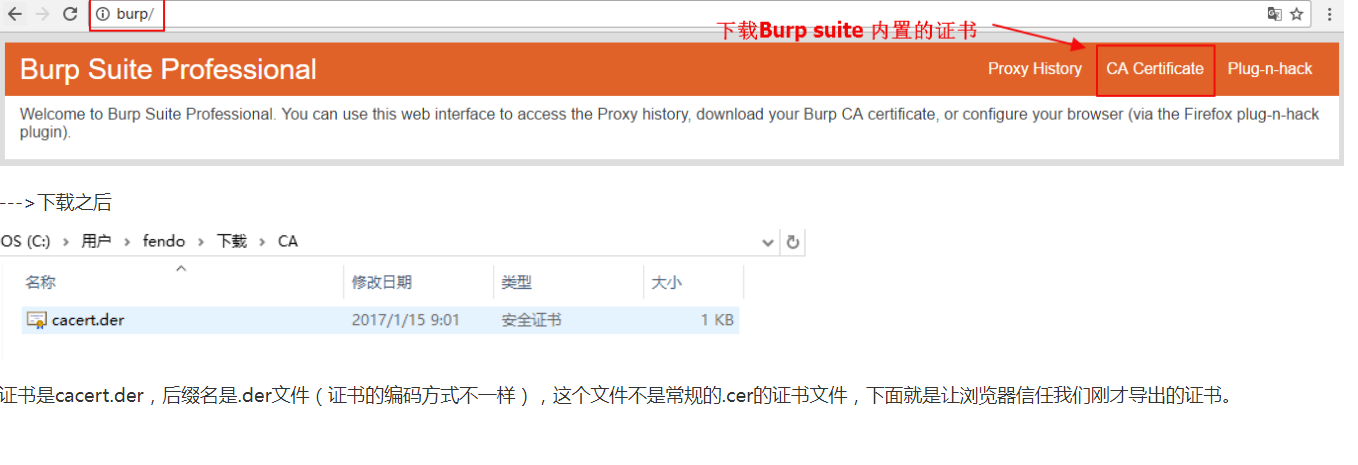 burp/
下载Burp suite 内置的证书
Burp Suite Professional
Proxy History CA Certificate Plug-n-hack
Welcome to Burp Suite Professional. You can use this web interface to access the Proxy history, download your Burp CA certificate, or configure your browser (via the Firefox plug-n-hack
plugin).
--->下载之后
OS (C:) › 用户 › fendo › 下载 › CA
名称 修改日期 类型 大小
cacert.der 2017/1/15 9:01 安全证书 1 KB
证书是cacert.der，后缀名是.der文件（证书的编码方式不一样），这个文件不是常规的.cer的证书文件，下面就是让浏览器信任我们刚才导出的证书。